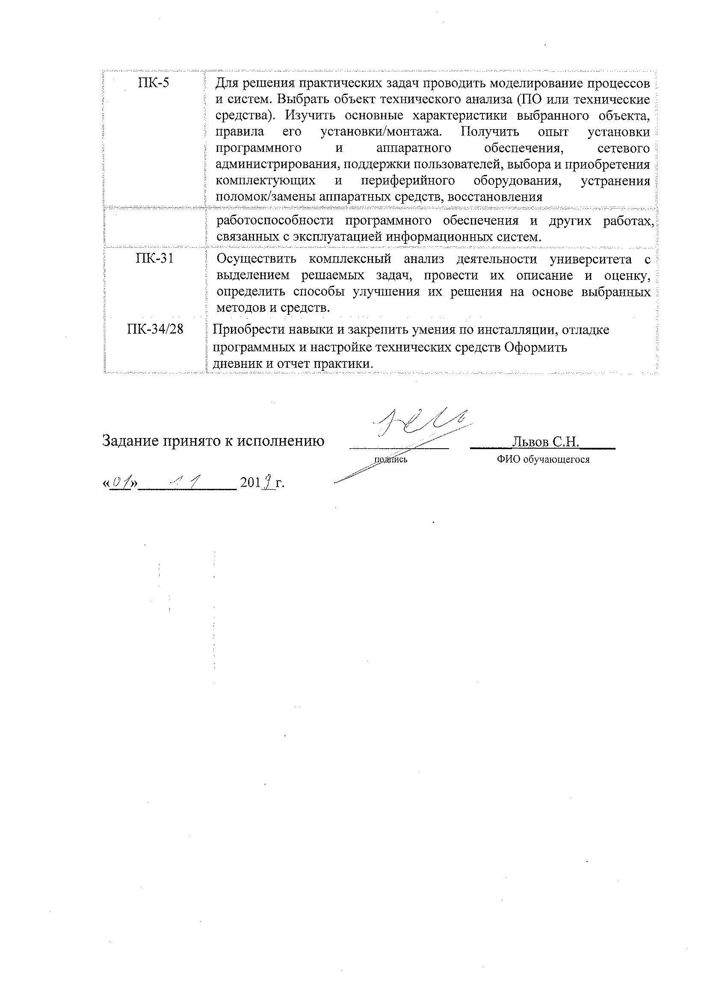 ПК-5
Для решения практических задач проводить моделирование процессов
и систем. Выбрать объект технического анализа (ПО или технические
средства). Изучить основные характеристики выбранного объекта,
правила его установки/монтажа. Получить опыт установки
программного и аппаратного обеспечения, сетевого
администрирования, поддержки пользователей, выбора и приобретения
комплектующих и периферийного оборудования, устранения
поломок/замены аппаратных средств, восстановления
работоспособности программного обеспечения и других работах,
связанных с эксплуатацией информационных систем.
ПК-31
Осуществить комплексный анализ деятельности университета с
выделением решаемых задач, провести их описание и оценку,
определить способы улучшения их решения на основе выбранных
методов и средств.
ПК-34/28
Приобрести навыки и закрепить умения по инсталляции, отладке
программных и настройке технических средств Оформить
дневник и отчет практики.
Задание принято к исполнению Львов С.Н.
подпись ФИО обучающегося
«01» 11 2019 г.